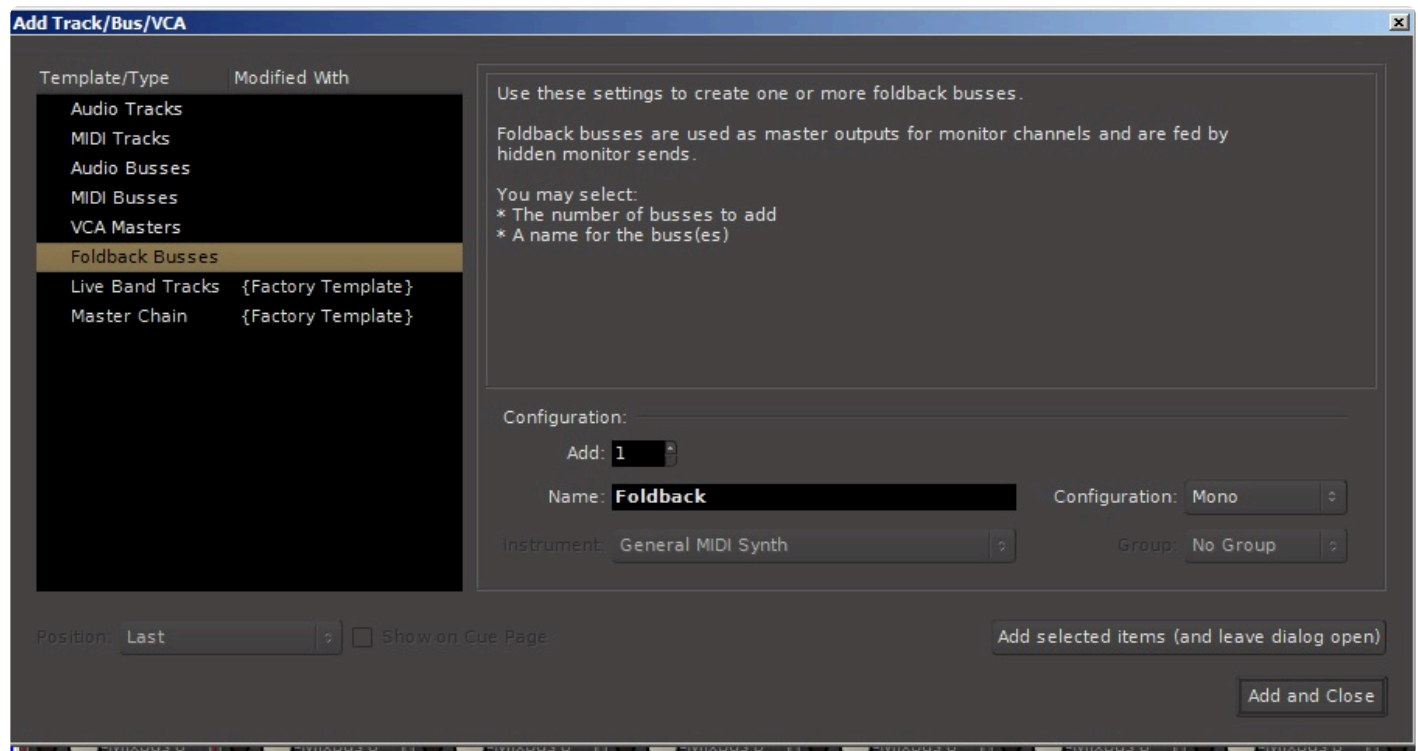 Add Track/Bus/VCA
Template/Type Modified With
Audio Tracks
MIDI Tracks
Audio Busses
MIDI Busses
VCA Masters
Foldback Busses
Live Band Tracks {Factory Template}
Master Chain {Factory Template}
Use these settings to create one or more foldback busses.
Foldback busses are used as master outputs for monitor channels and are fed by
hidden monitor sends.
You may select:
* The number of busses to add
* A name for the buss(es)
Configuration:
Add: 1
Name: Foldback Configuration: Mono
Instrument: General MIDI Synth Group: No Group
Position: Last Show on Cue Page
Add selected items (and leave dialog open)
Add and Close